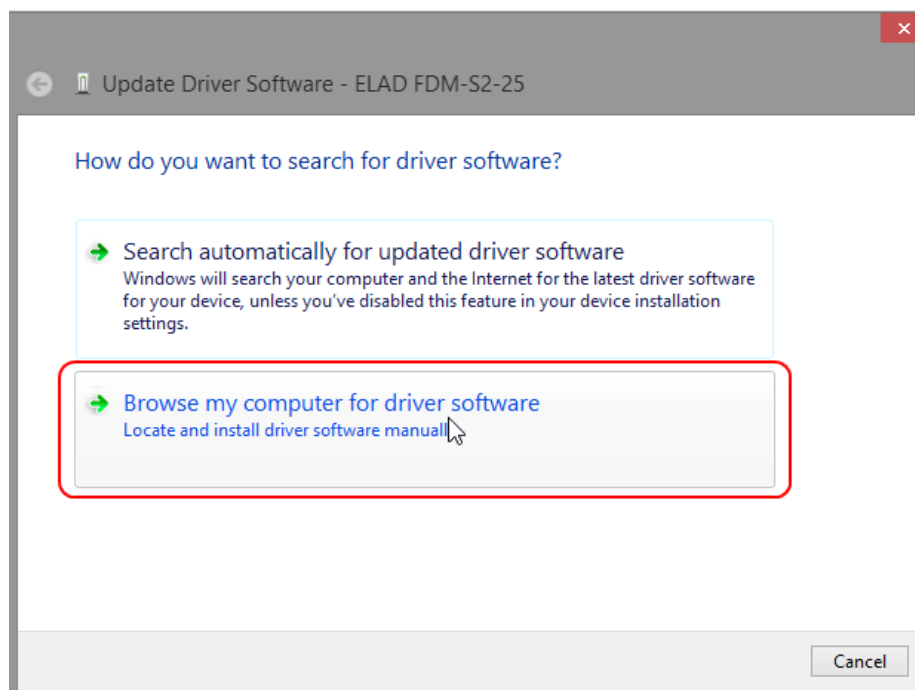 Update Driver Software - ELAD FDM-S2-25
How do you want to search for driver software?
Search automatically for updated driver software
Windows will search your computer and the Internet for the latest driver software
for your device, unless you've disabled this feature in your device installation
settings.
Browse my computer for driver software
Locate and install driver software manuall
Cancel